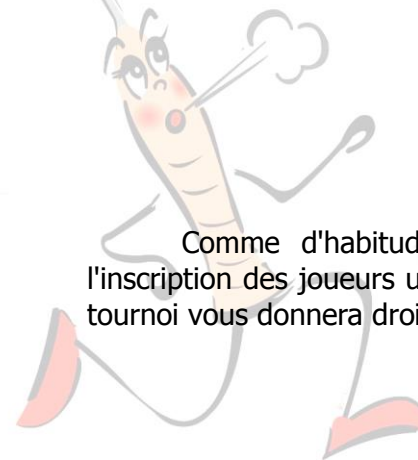 Comme d'habitud
l'inscription des joueurs u
tournoi vous donnera droi